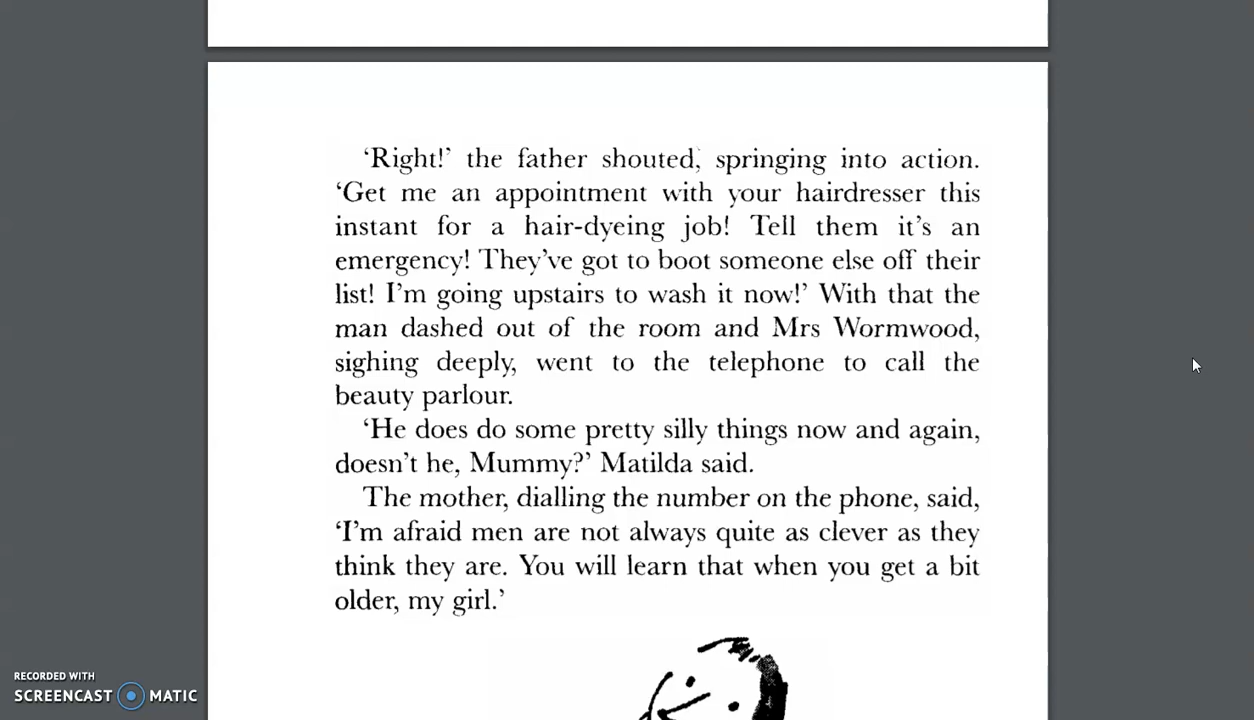 ‘Right!’ the father shouted, springing into action.
‘Get me an appointment with your hairdresser this
instant for a hair-dyeing job! Tell them it’s an
emergency! They’ve got to boot someone else off their
list! I’m going upstairs to wash it now!’ With that the
man dashed out of the room and Mrs Wormwood,
sighing deeply, went to the telephone to call the
beauty parlour.
‘He does do some pretty silly things now and again,
doesn’t he, Mummy?’ Matilda said.
The mother, dialling the number on the phone, said,
‘I’m afraid men are not always quite as clever as they
think they are. You will learn that when you get a bit
older, my girl.’
RECORDED WITH
SCREENCAST MATIC